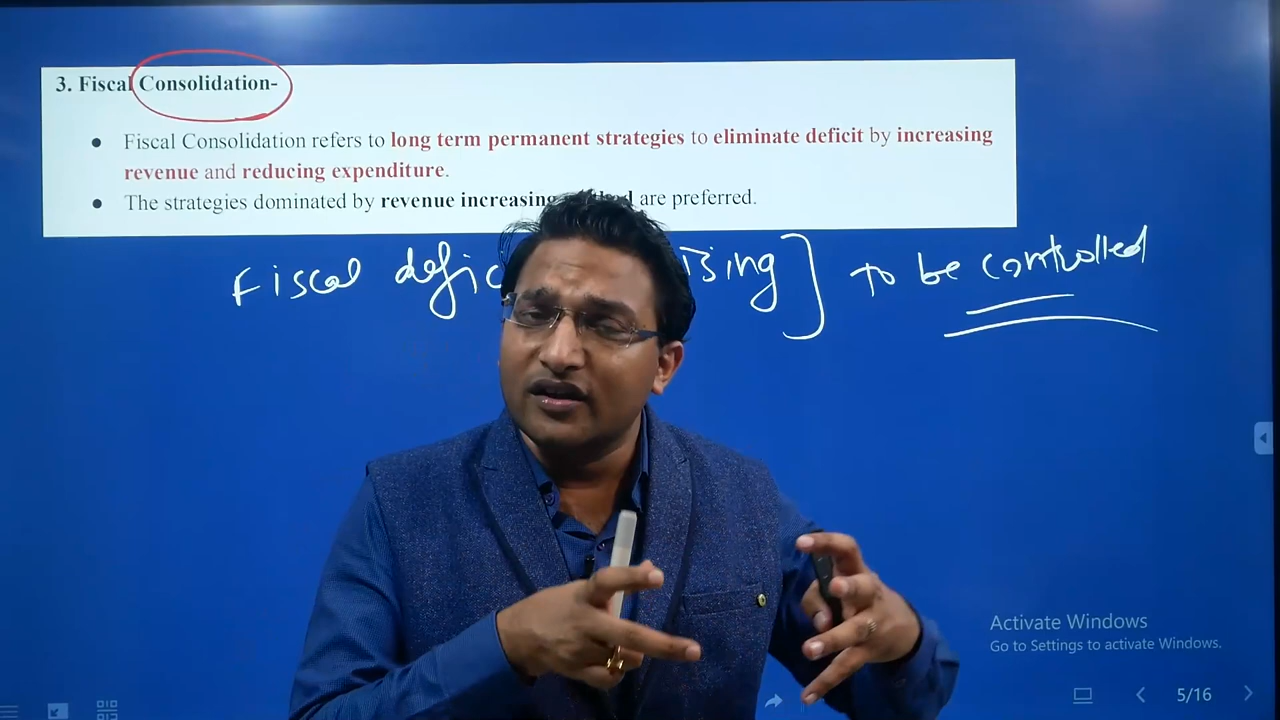 3. Fiscal Consolidation-
● Fiscal Consolidation refers to long term permanent strategies to eliminate deficit by increasing
revenue and reducing expenditure.
● The strategies dominated by revenue increasing are preferred.
Fiscal to be controlled
Activate Windows
Go to Settings to activate Windows.
5/16